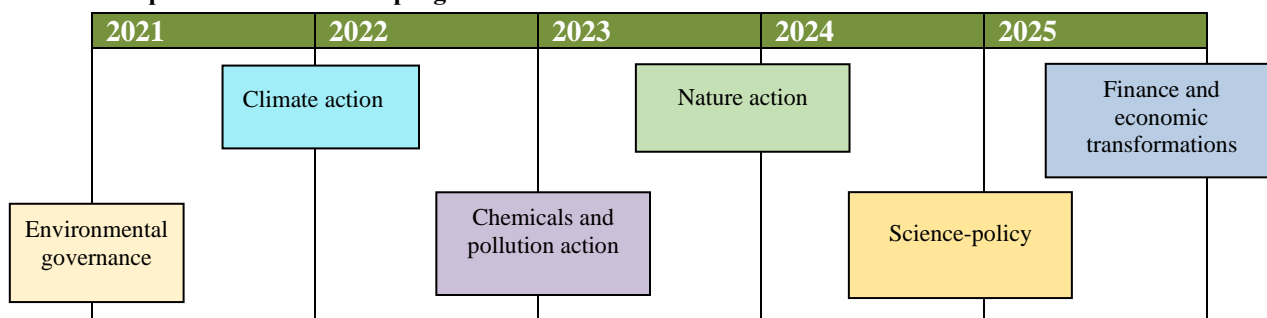 2021 2022 2023 2024 2025
Climate action
Nature action
Finance and
economic
transformations
Environmental
governance
Chemicals and
pollution action
Science-policy